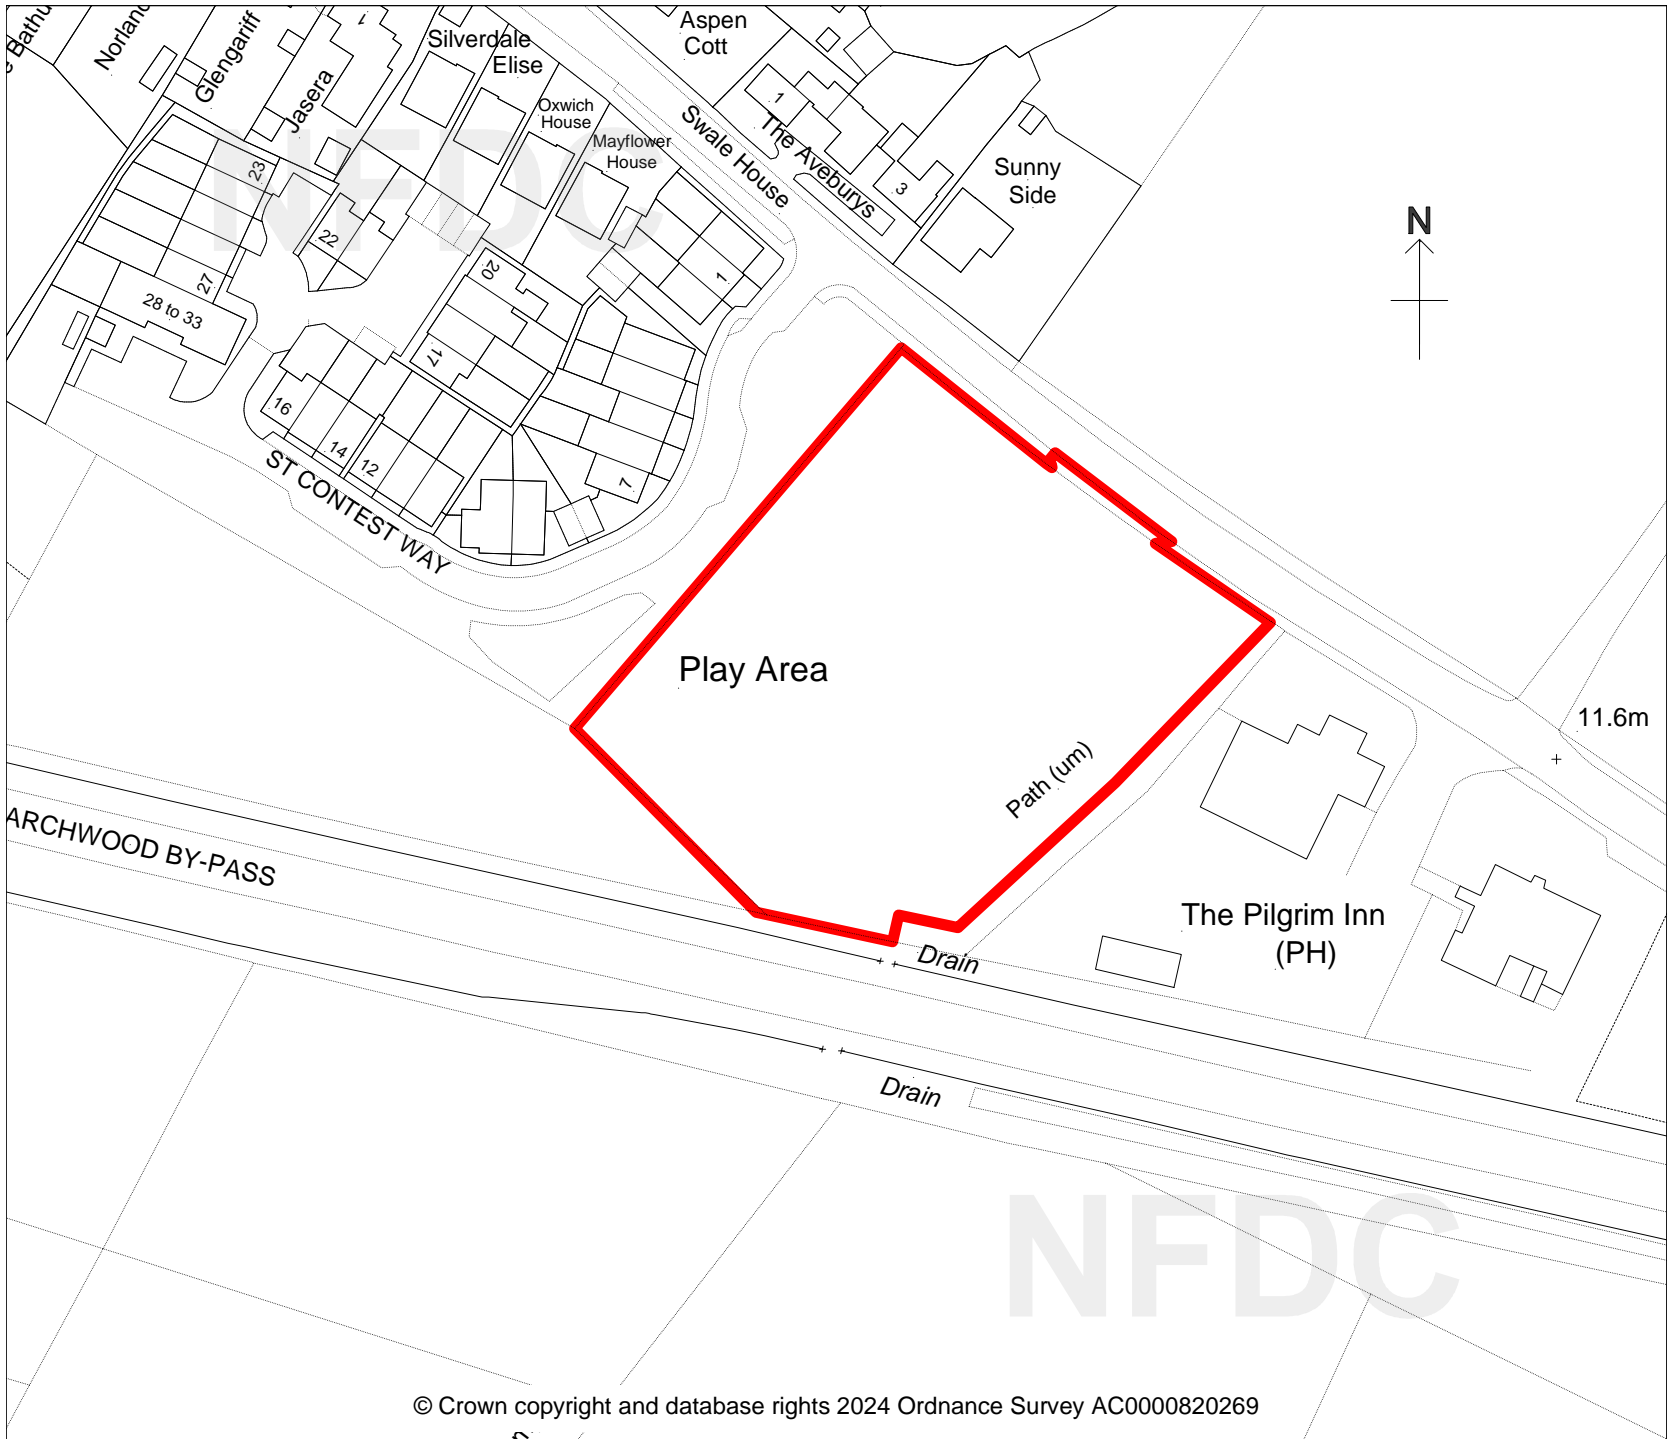 Norland
Glengariff
Jasera
1
Silverdale
Elise
Oxwich
House
Mayflower
House
Aspen
Cott
Swale House
1
The Aveburys
3
Sunny
Side
N
NFDC
23
22
27
28 to 33
20
17
16
14
12
1
7
ST CONTEST WAY
Play Area
Path (um)
11.6m
ARCHWOOD BY-PASS
The Pilgrim Inn
(PH)
Drain
Drain
NFDC
© Crown copyright and database rights 2024 Ordnance Survey AC0000820269